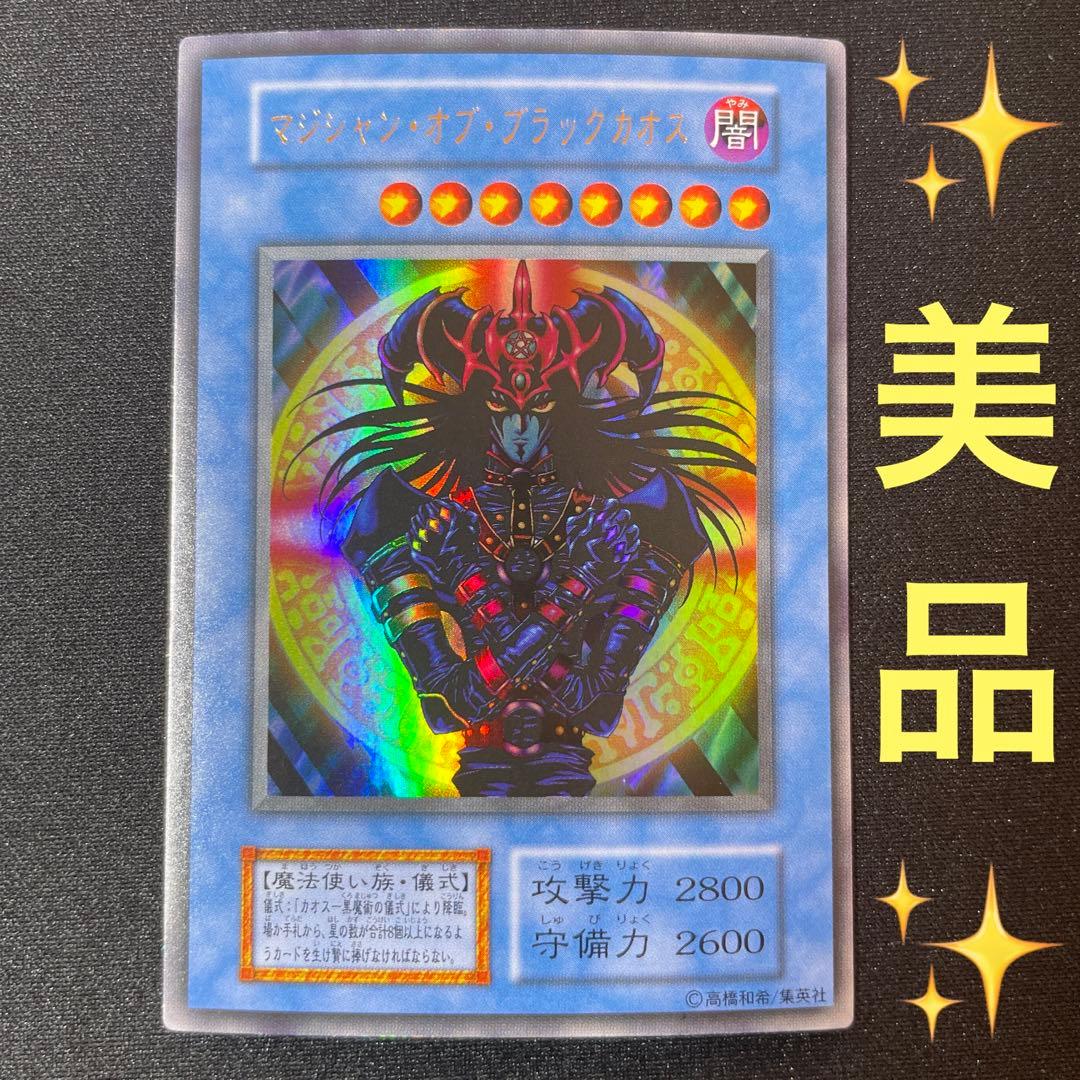 マジシャン・オブ・ブラックカオス
やみ
闇
【魔法使い族・儀式】
儀式:「カオス―黒魔術の儀式」により降臨。
場か手札から、星の数が合計8個以上になるよ
うカードを生け贄に捧げなければならない。
こう げき りょく
攻撃力 2800
しゅ び りょく
守備力 2600
©高橋和希/集英社
美
品